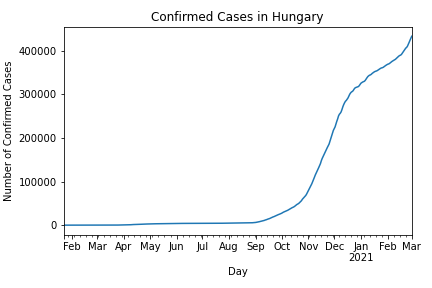 Confirmed Cases in Hungary
Number of Confirmed Cases
400000
300000
200000
100000
0
Feb Mar Apr May Jun Jul Aug Sep Oct Nov Dec Jan Feb Mar
2021
Day